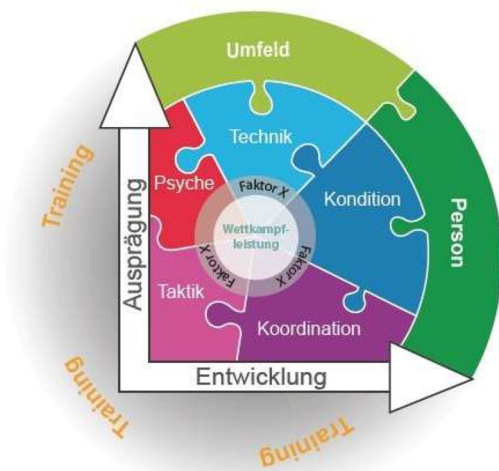 Umfeld
Technik
Psyche
Faktor X
Kondition
Person
Training
Wettkampf-
leistung
Ausprägung
Faktor X
Faktor X
Taktik
Koordination
Entwicklung
Training
Training